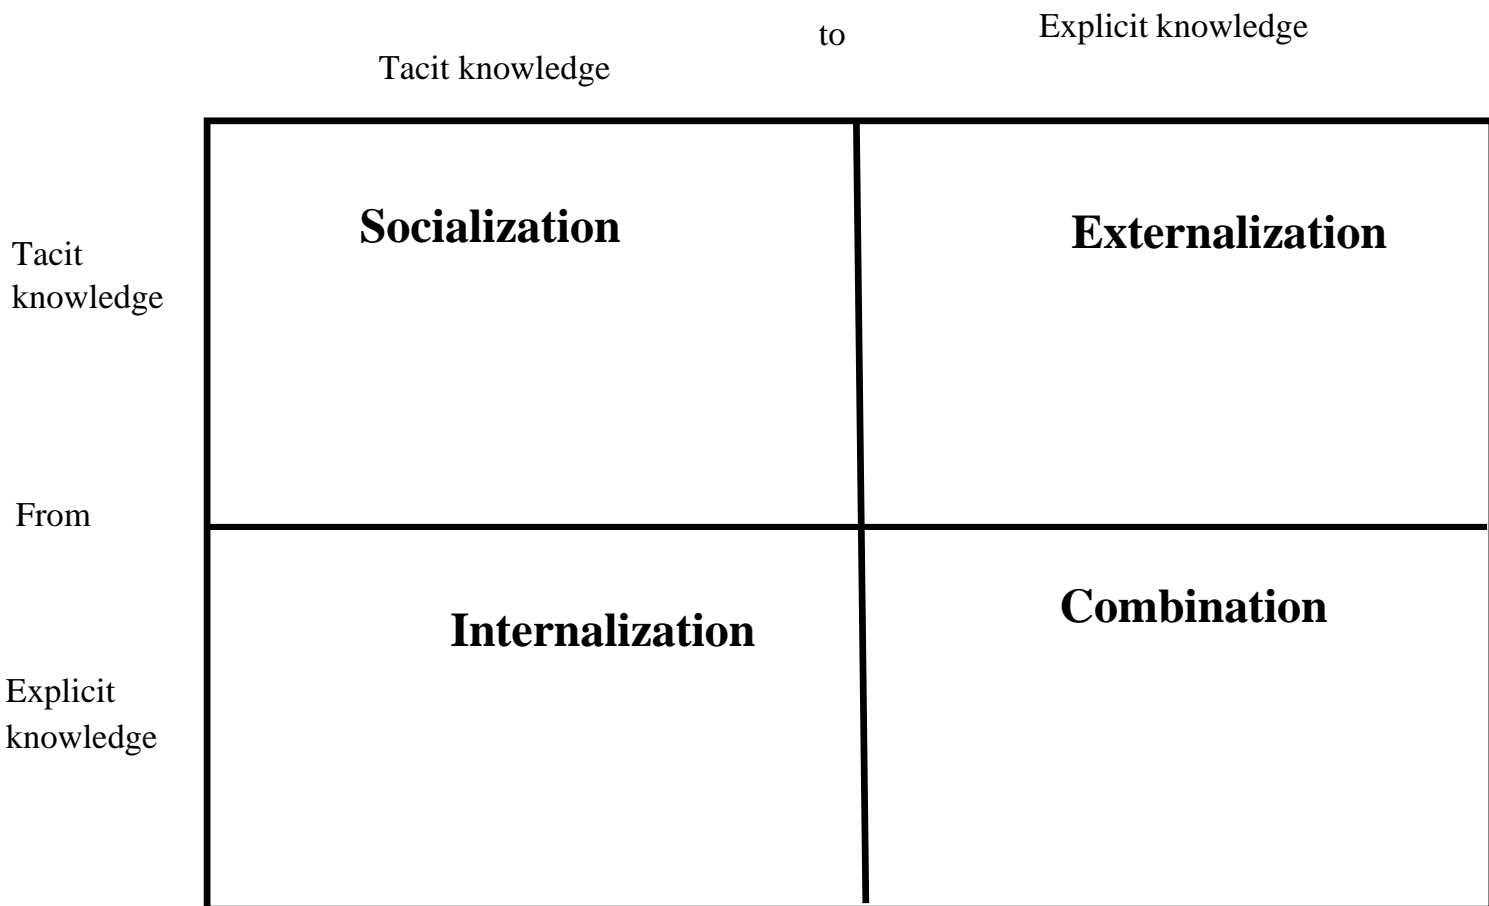 to
Explicit knowledge
Tacit knowledge
Socialization
Externalization
Tacit
knowledge
From
Internalization
Combination
Explicit
knowledge